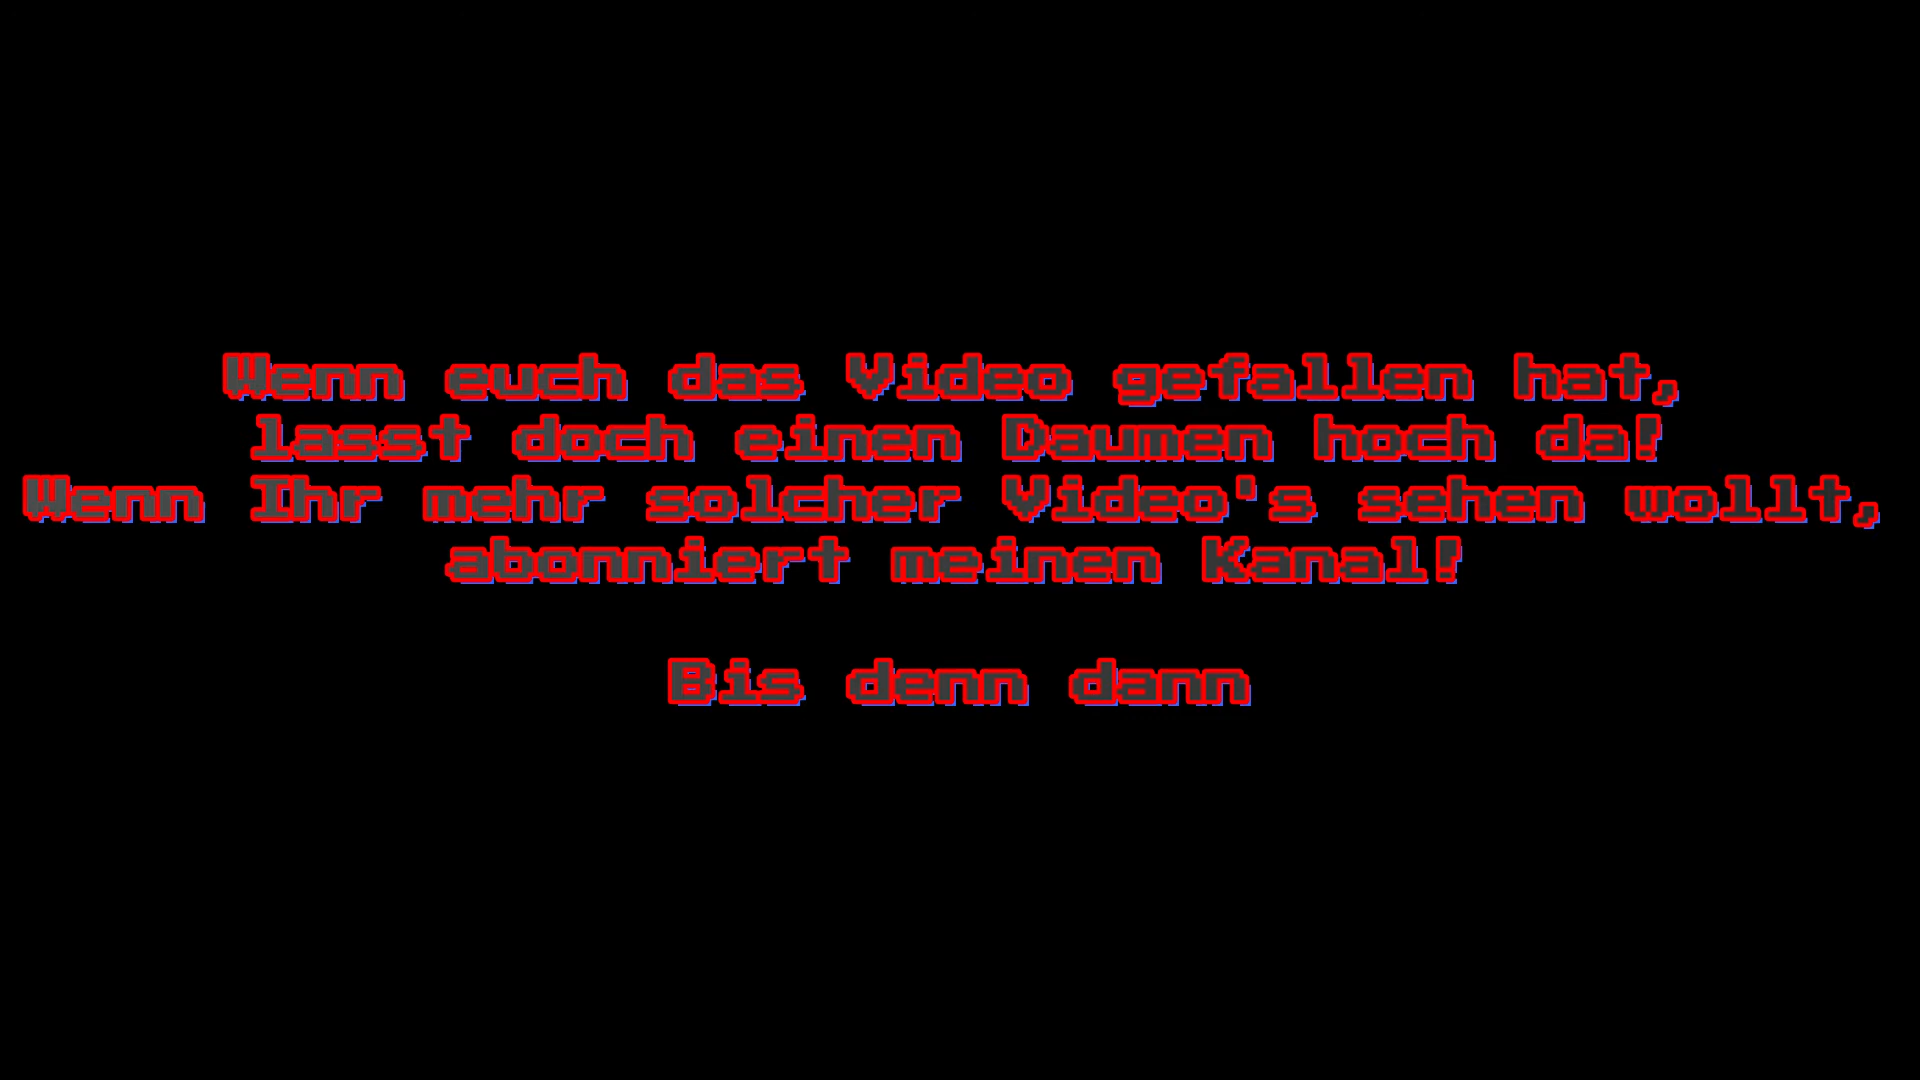 Wenn euch das Video gefallen hat,
lasst doch einen Daumen hoch da!
Wenn Ihr mehr solcher Video's sehen wollt,
abonniert meinen Kanal!
Bis denn dann